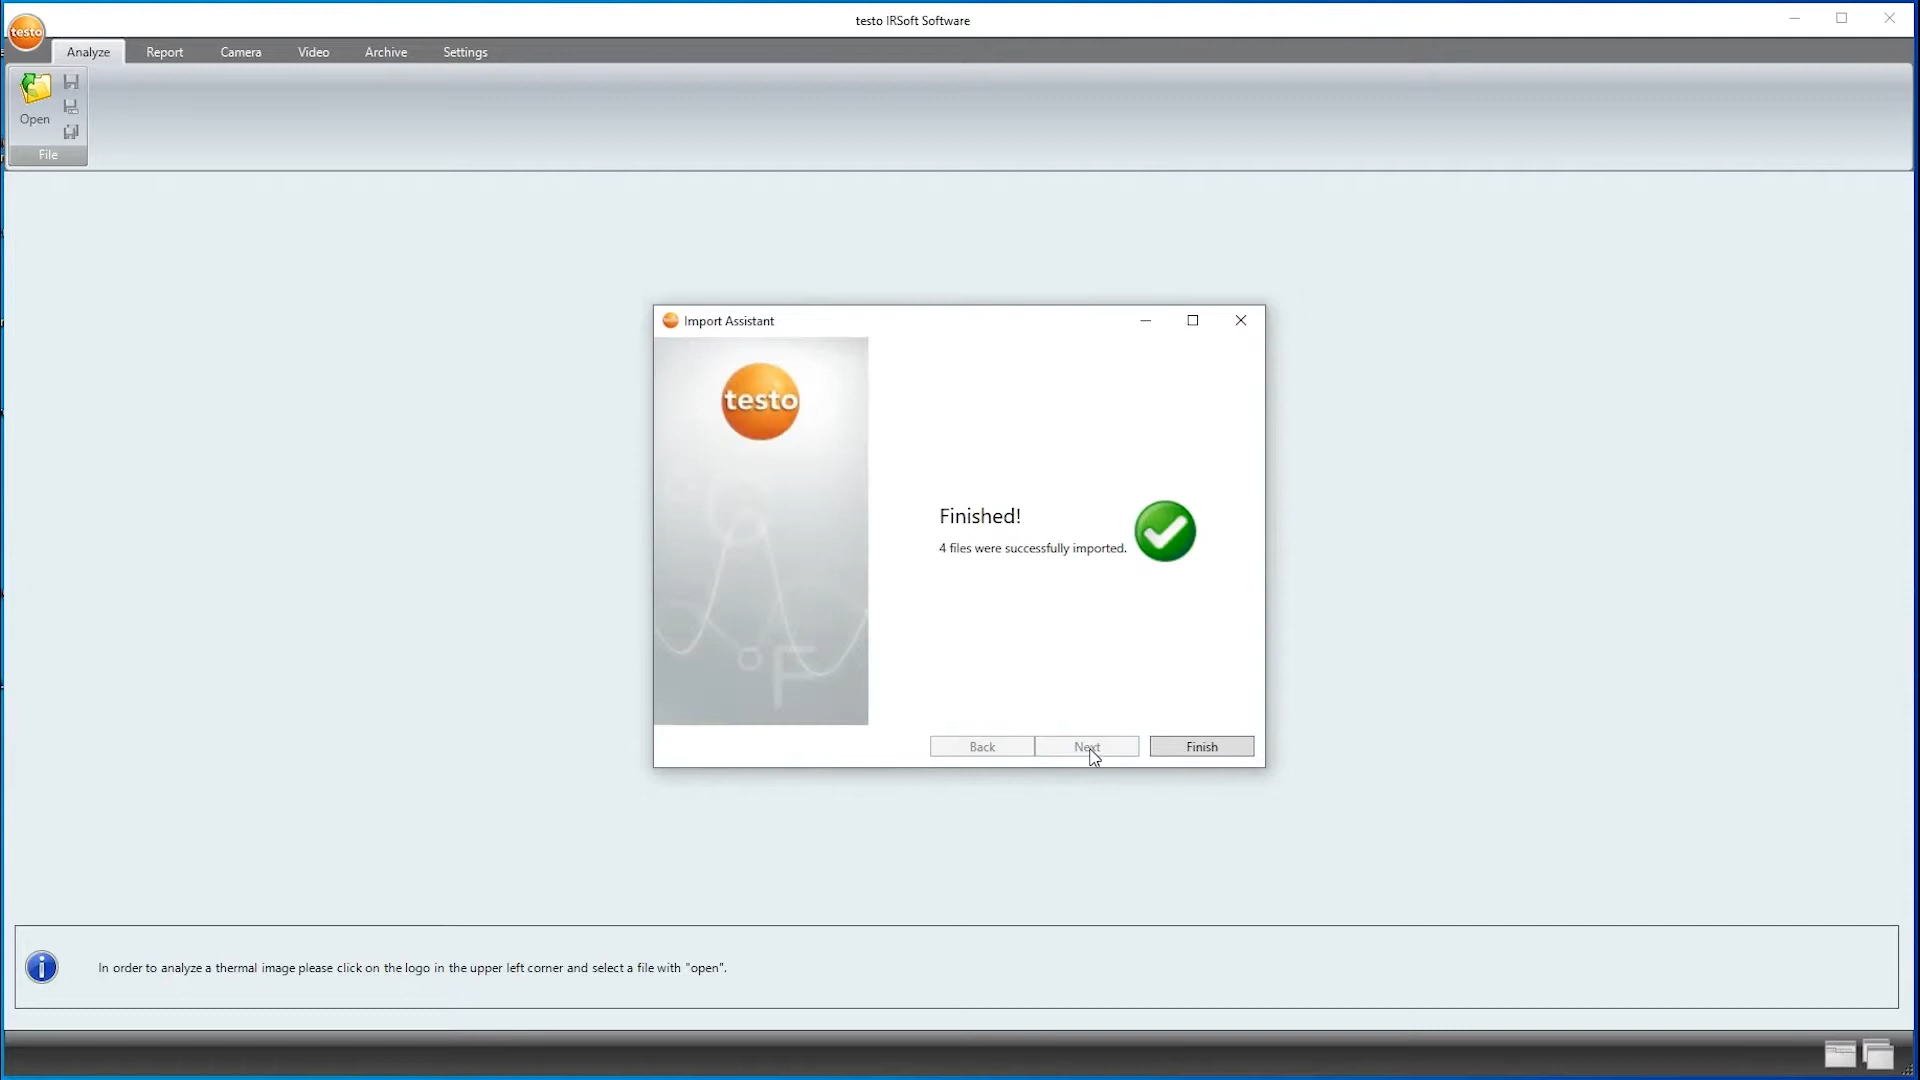 testo IRSoft Software
testo
Analyze
Report
Camera
Video
Archive
Settings
Open
File
Import Assistant
testo
°F
Finished!
4 files were successfully imported.
Back
Next
Finish
In order to analyze a thermal image please click on the logo in the upper left corner and select a file with "open".